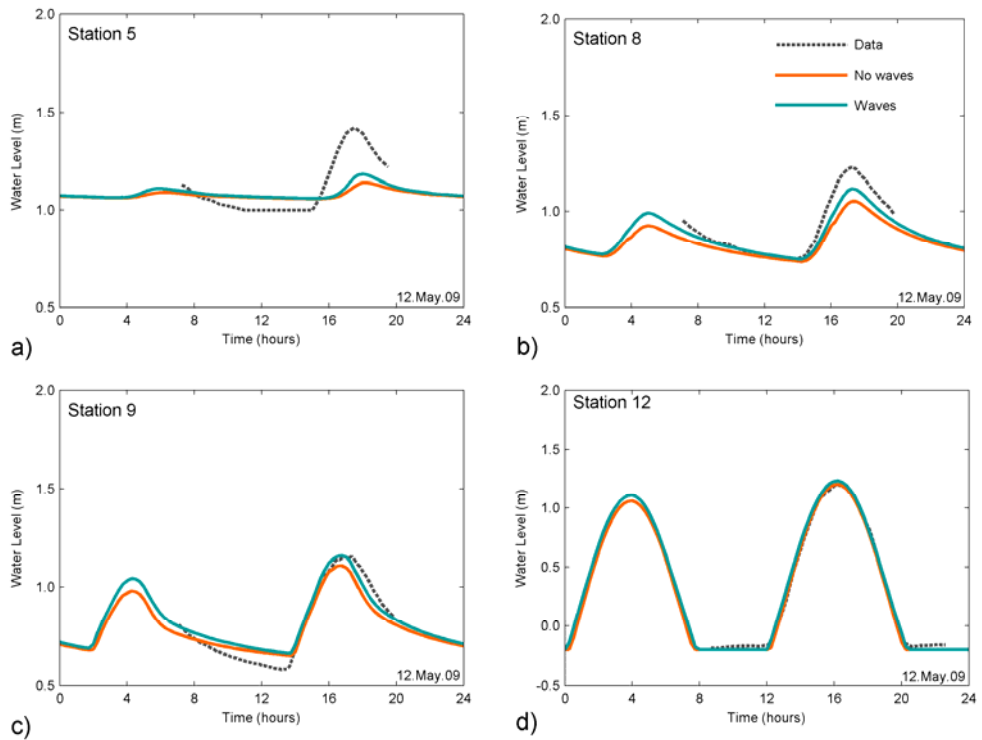 2.0
Station 5
1.5
1.0
0.5
Water Level (m)
12.May.09
0 4 8 12 16 20 24
Time (hours)
a)
2.0
Station 8
Data
No waves
Waves
1.5
1.0
0.5
Water Level (m)
12.May.09
0 4 8 12 16 20 24
Time (hours)
b)
2.0
Station 9
1.5
1.0
0.5
Water Level (m)
12.May.09
0 4 8 12 16 20 24
Time (hours)
c)
2.0
Station 12
1.5
1.0
0.5
-0.0
-0.5
Water Level (m)
12.May.09
0 4 8 12 16 20 24
Time (hours)
d)